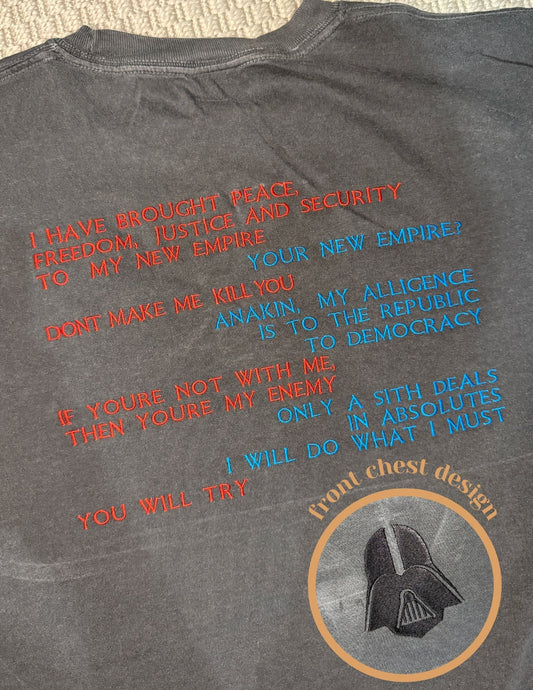 I HAVE BROUGHT PEACE,
FREEDOM, JUSTICE AND SECURITY
TO MY NEW EMPIRE
YOUR NEW EMPIRE?
DONT MAKE ME KILL YOU
ANAKIN, MY ALLIGENCE
IS TO THE REPUBLIC
TO DEMOCRACY
IF YOURE NOT WITH ME,
THEN YOURE MY ENEMY
ONLY A SITH DEALS
IN ABSOLUTES
I WILL DO WHAT I MUST
YOU WILL TRY
front chest design